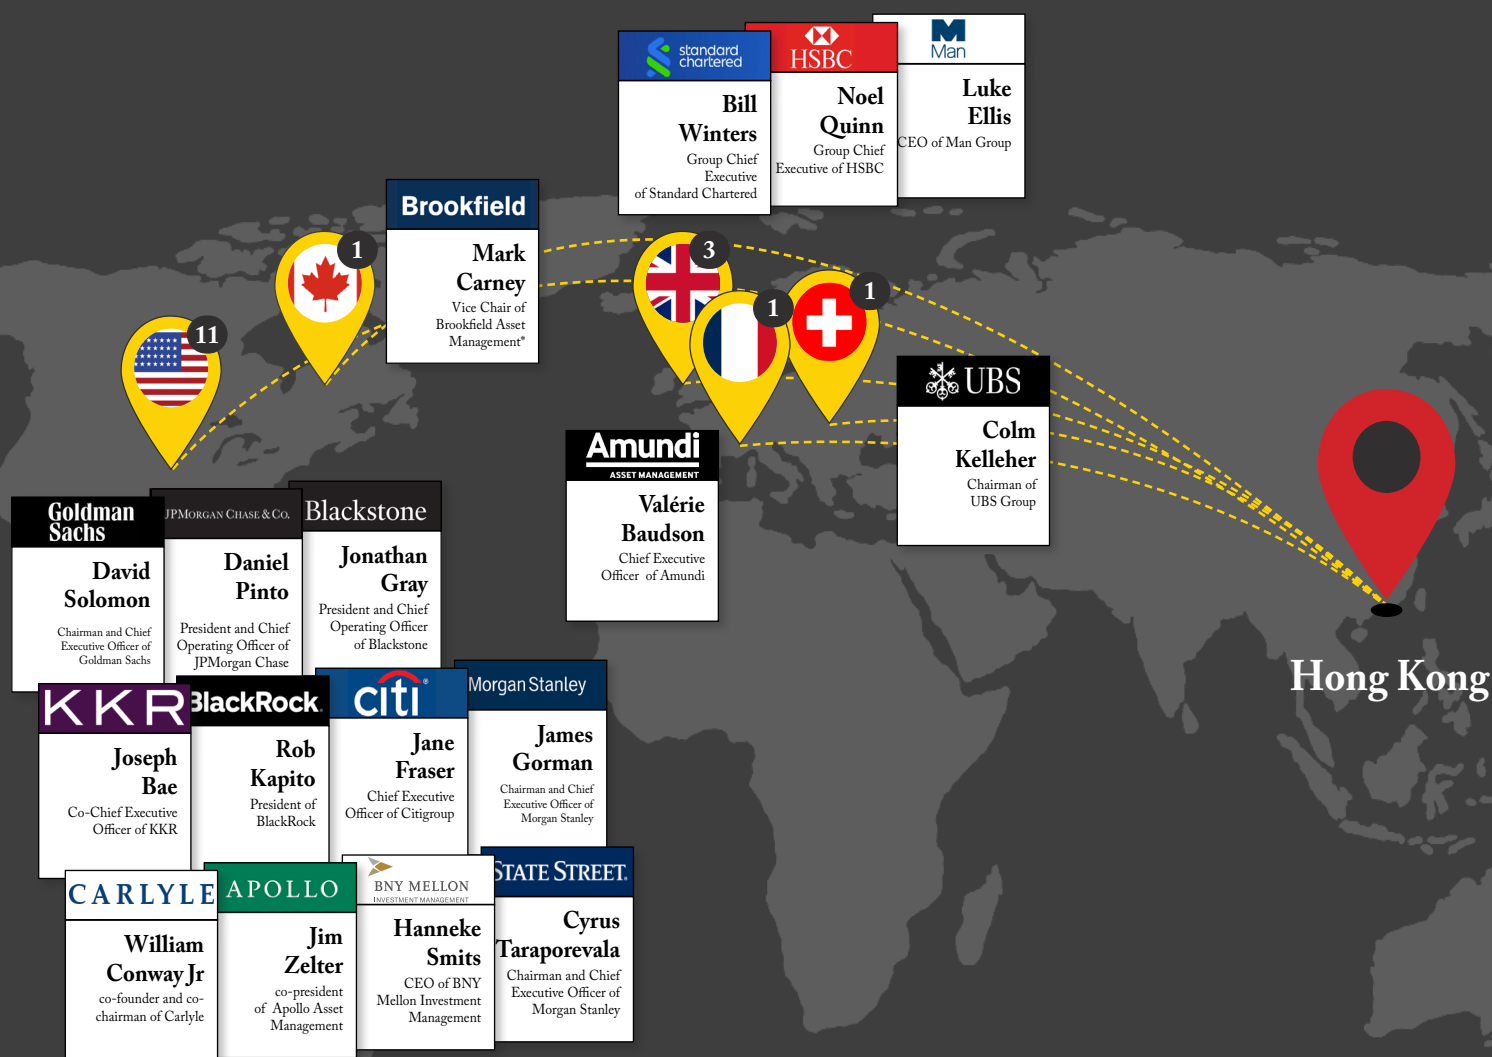 standard
chartered
Bill
Winters
Group Chief
Executive
of Standard Chartered
HSBC
Noel
Quinn
Group Chief
Executive of HSBC
Man
Luke
Ellis
CEO of Man Group
Brookfield
Mark
Carney
Vice Chair of
Brookfield Asset
Management*
1
3
1
1
11
UBS
Colm
Kelleher
Chairman of
UBS Group
Amundi
ASSET MANAGEMENT
Valérie
Baudson
Chief Executive
Officer of Amundi
Hong Kong
Goldman
Sachs
David
Solomon
Chairman and Chief
Executive Officer of
Goldman Sachs
JPMORGAN CHASE & CO.
Daniel
Pinto
President and Chief
Operating Officer of
JPMorgan Chase
Blackstone
Jonathan
Gray
President and Chief
Operating Officer
of Blackstone
KKR
Joseph
Bae
Co-Chief Executive
Officer of KKR
BlackRock.
Rob
Kapito
President of
BlackRock
citi®
Jane
Fraser
Chief Executive
Officer of Citigroup
Morgan Stanley
James
Gorman
Chairman and Chief
Executive Officer of
Morgan Stanley
CARLYLE
William
Conway Jr
co-founder and co-
chairman of Carlyle
APOLLO
Jim
Zelter
co-president
of Apollo Asset
Management
BNY MELLON
INVESTMENT MANAGEMENT
Hanneke
Smits
CEO of BNY
Mellon Investment
Management
STATE STREET.
Cyrus
Taraporevala
Chairman and Chief
Executive Officer of
Morgan Stanley